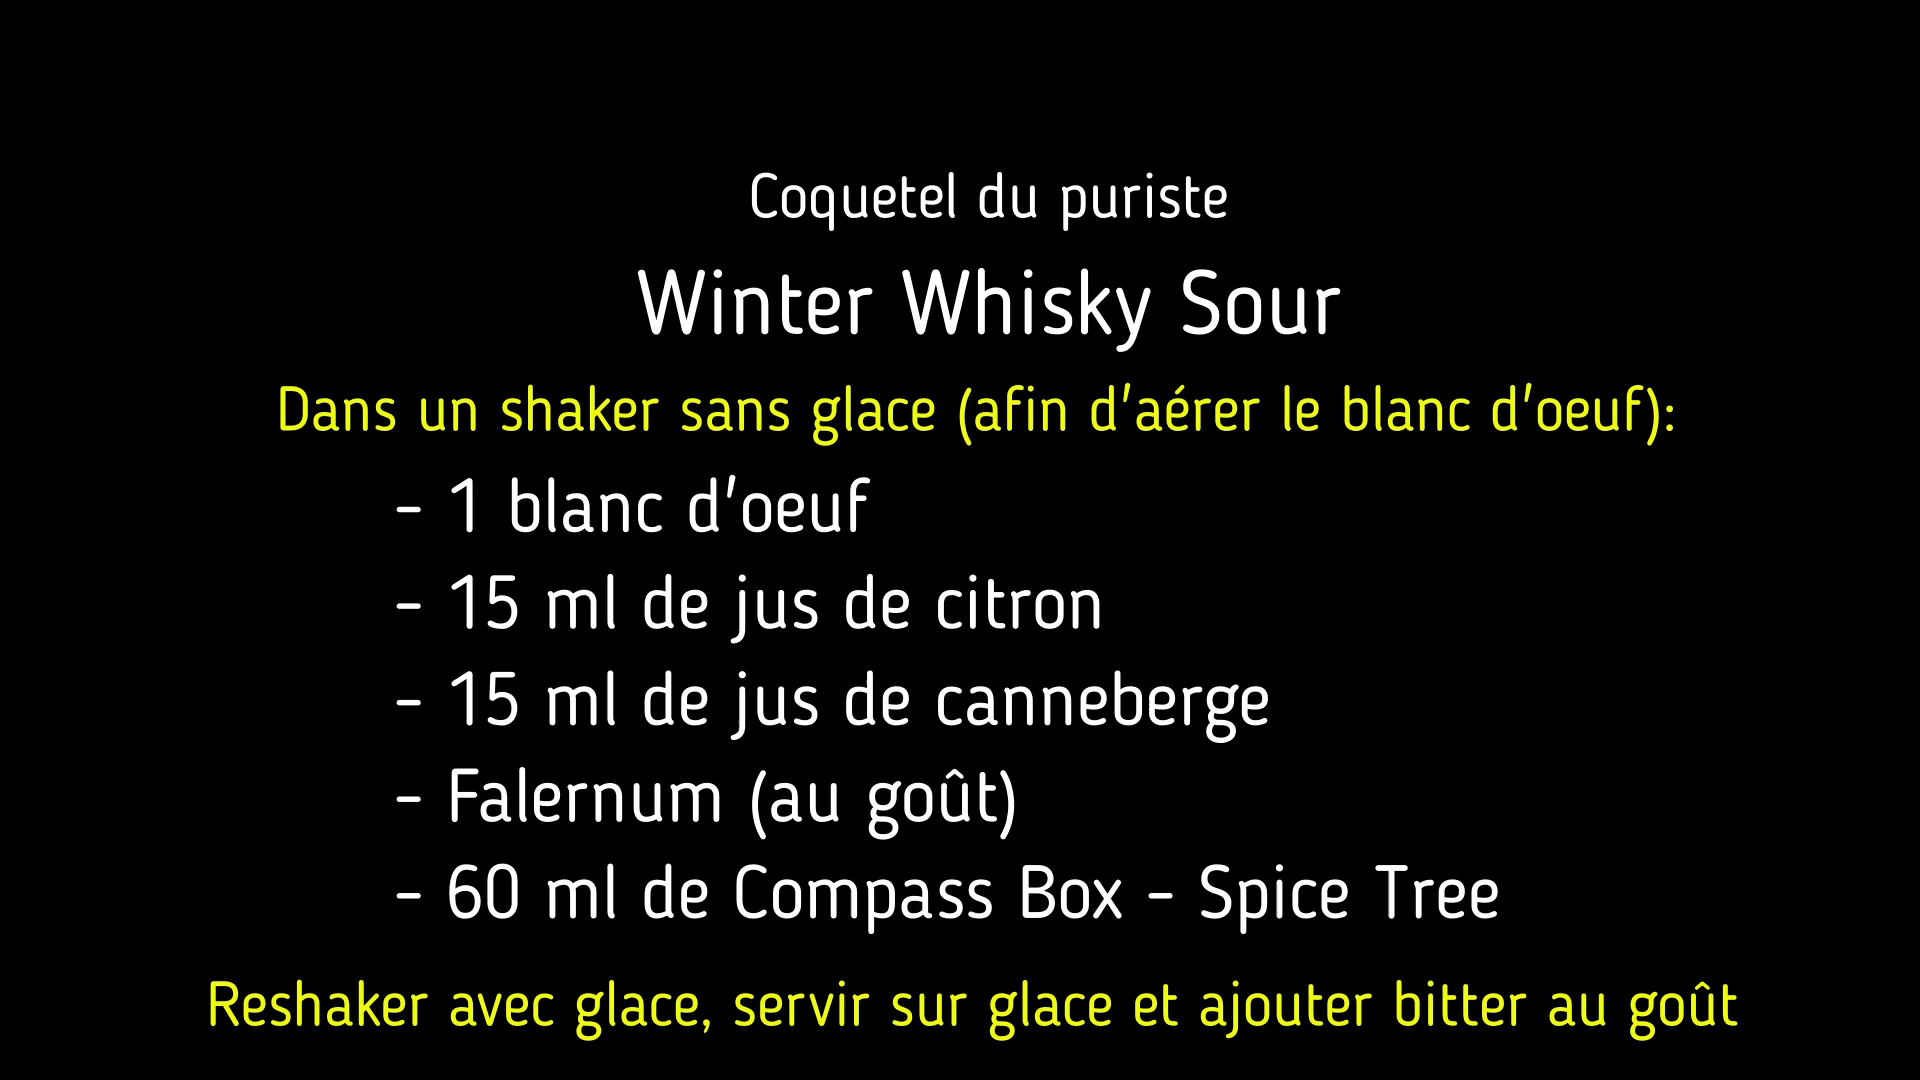 Coquetel du puriste
Winter Whisky Sour
Dans un shaker sans glace (afin d'aérer le blanc d'oeuf):
- 1 blanc d'oeuf
- 15 ml de jus de citron
- 15 ml de jus de canneberge
- Falernum (au goût)
- 60 ml de Compass Box - Spice Tree
Reshaker avec glace, servir sur glace et ajouter bitter au goût